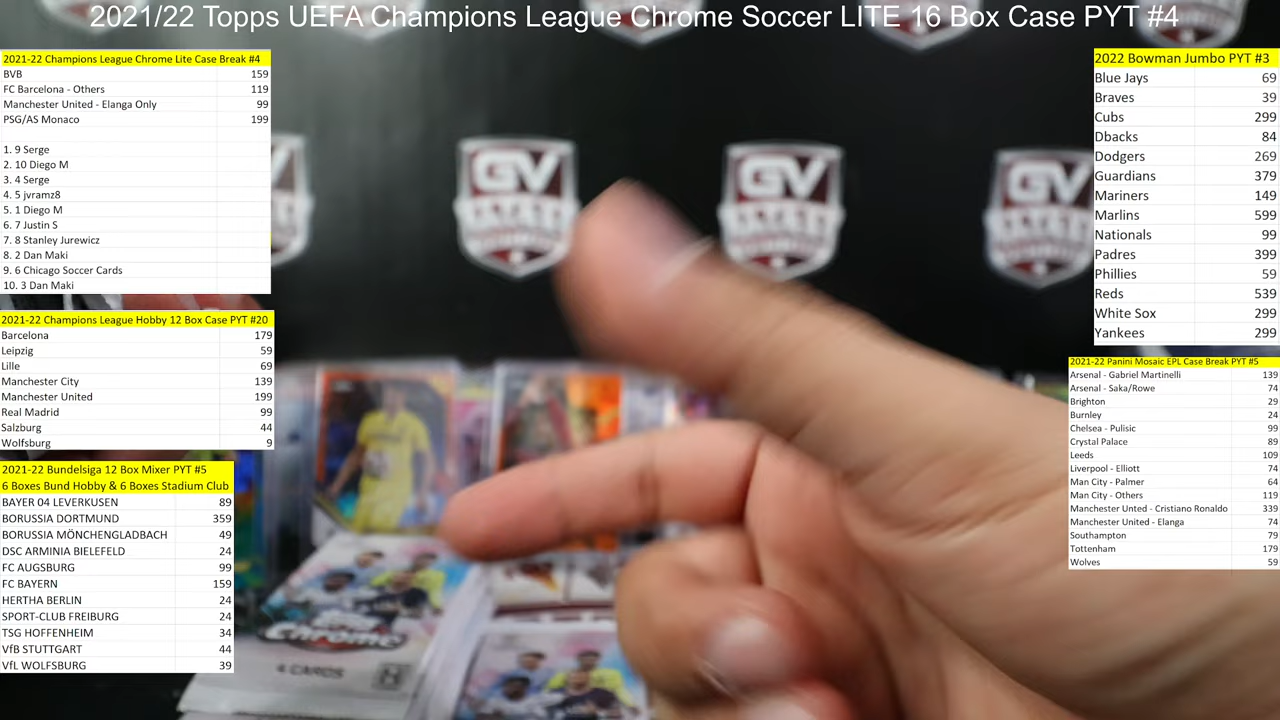 2021/22 Topps UEFA Champions League Chrome Soccer LITE 16 Box Case PYT #4
2021-22 Champions League Chrome Lite Case Break #4
BVB 159
FC Barcelona - Others 119
Manchester United - Elanga Only 99
PSG/AS Monaco 199
1. 9 Serge
2. 10 Diego M
3. 4 Serge
4. 5 jvramz8
5. 1 Diego M
6. 7 Justin S
7. 8 Stanley Jurewicz
8. 2 Dan Maki
9. 6 Chicago Soccer Cards
10. 3 Dan Maki
2021-22 Champions League Hobby 12 Box Case PYT #20
Barcelona 179
Leipzig 59
Lille 69
Manchester City 139
Manchester United 199
Real Madrid 99
Salzburg 44
Wolfsburg 9
2021-22 Bundelsiga 12 Box Mixer PYT #5
6 Boxes Bund Hobby & 6 Boxes Stadium Club
BAYER 04 LEVERKUSEN 89
BORUSSIA DORTMUND 359
BORUSSIA MÖNCHENGLADBACH 49
DSC ARMINIA BIELEFELD 24
FC AUGSBURG 99
FC BAYERN 159
HERTHA BERLIN 24
SPORT-CLUB FREIBURG 24
TSG HOFFENHEIM 34
VfB STUTTGART 44
VfL WOLFSBURG 39
2022 Bowman Jumbo PYT #3
Blue Jays 69
Braves 39
Cubs 299
Dbacks 84
Dodgers 269
Guardians 379
Mariners 149
Marlins 599
Nationals 99
Padres 399
Phillies 59
Reds 539
White Sox 299
Yankees 299
2021-22 Panini Mosaic EPL Case Break PYT #5
Arsenal - Gabriel Martinelli 139
Arsenal - Saka/Rowe 74
Brighton 29
Burnley 24
Chelsea - Pulisic 99
Crystal Palace 89
Leeds 109
Liverpool - Elliott 74
Man City - Palmer 64
Man City - Others 119
Manchester Unted - Cristiano Ronaldo 339
Manchester United - Elanga 74
Southampton 79
Tottenham 179
Wolves 59
GV
GV
GV
Chrome
4 CARDS
H